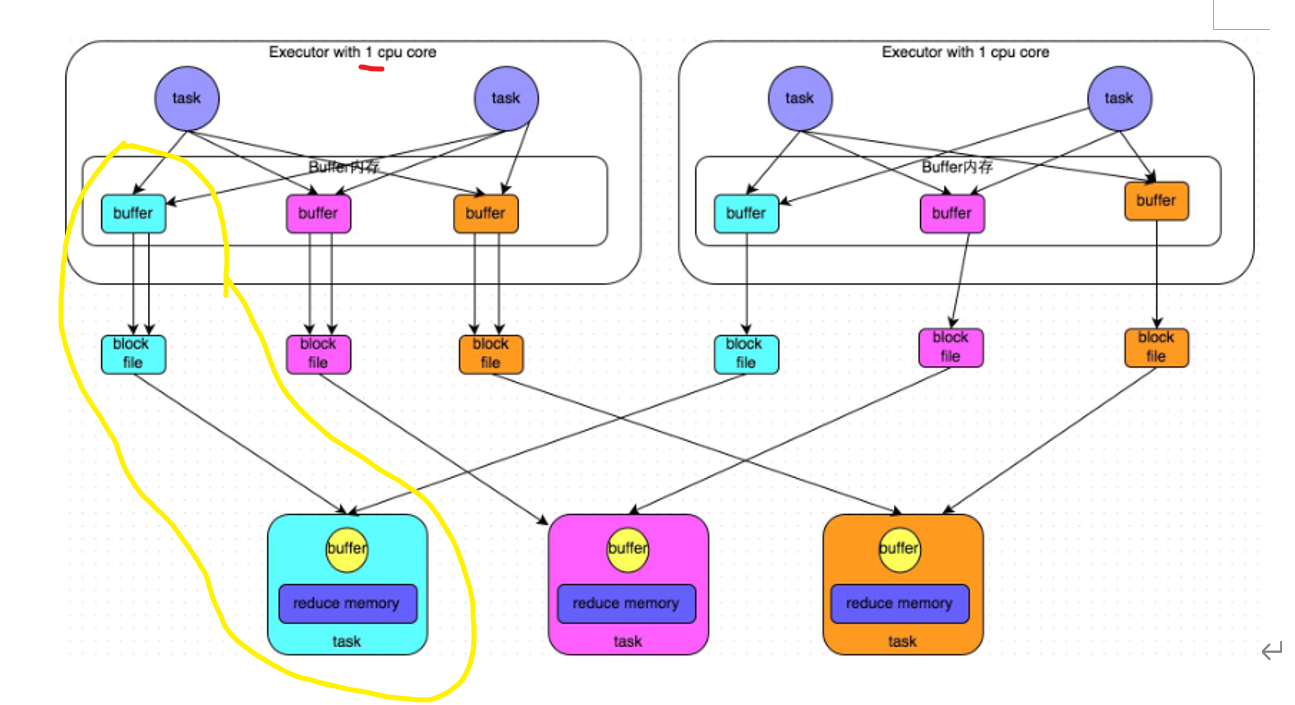 Executor with 1 cpu core
Executor with 1 cpu core
task
task
task
task
Buffer内存
Buffer内存
buffer
buffer
buffer
buffer
buffer
buffer
block
file
block
file
block
file
block
file
block
file
block
file
buffer
buffer
buffer
reduce memory
reduce memory
reduce memory
task
task
task